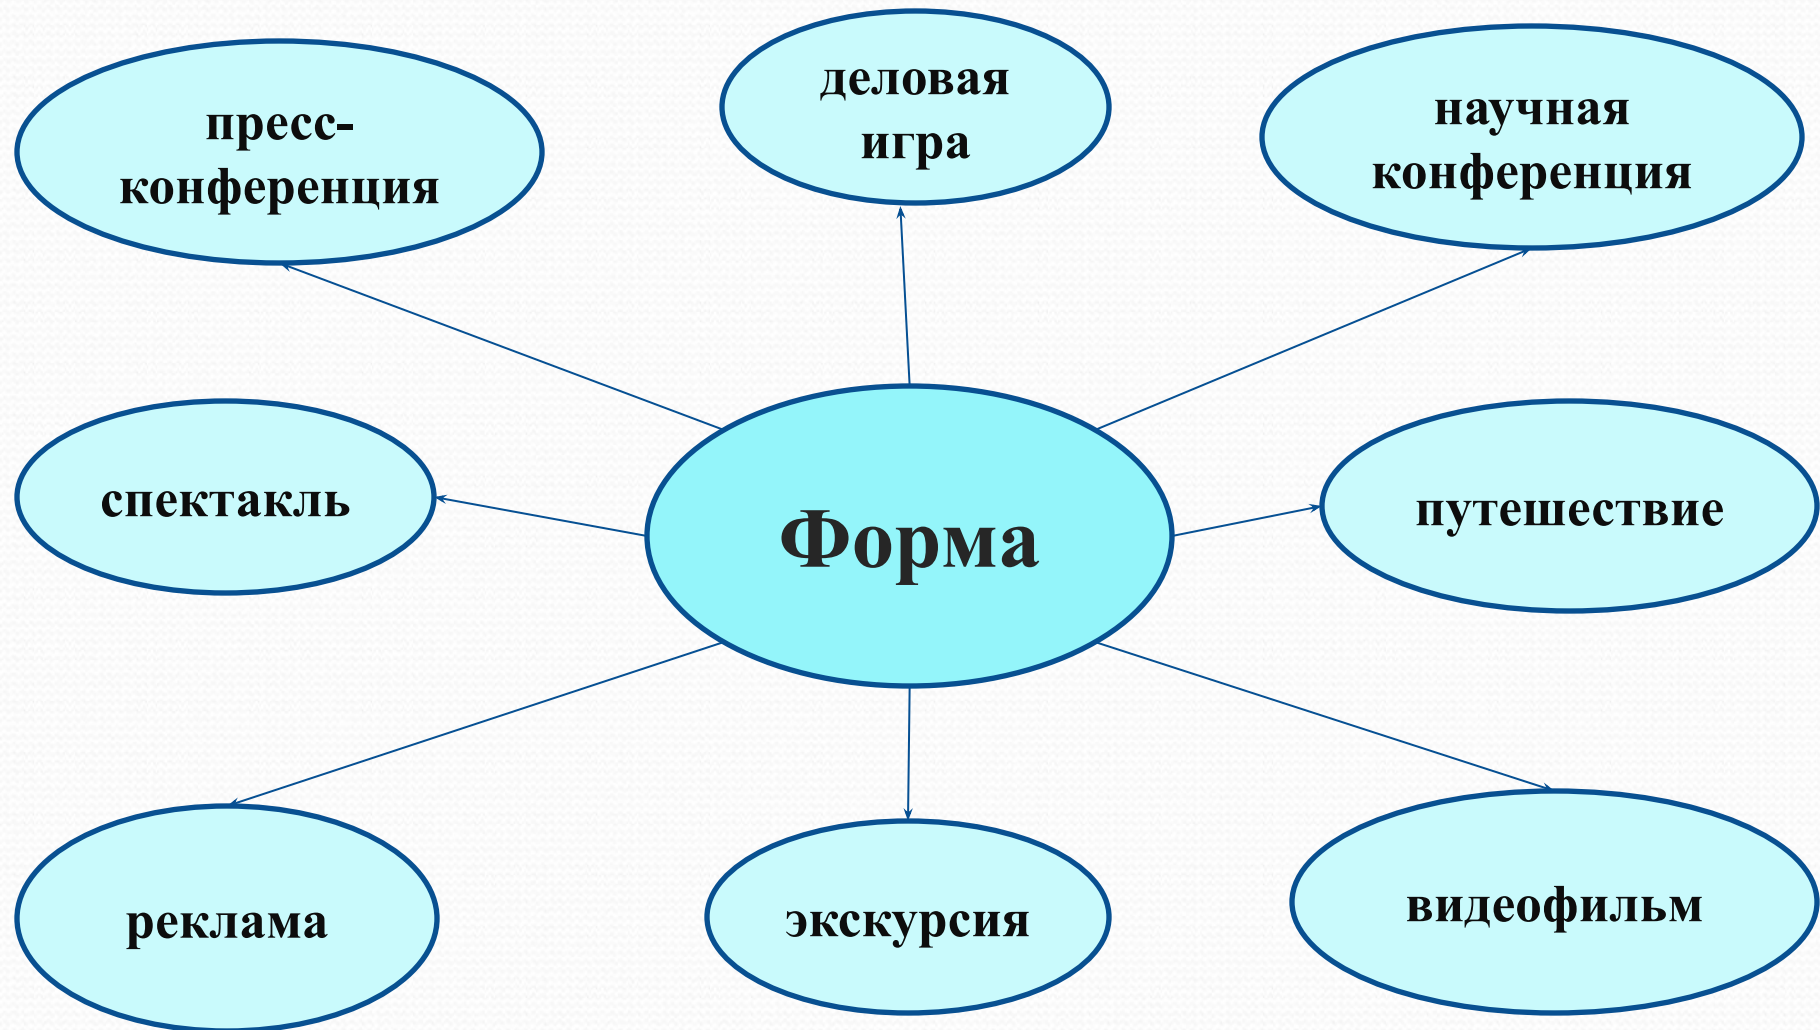 пресс-
конференция
деловая
игра
научная
конференция
спектакль
Форма
путешествие
реклама
экскурсия
видеофильм